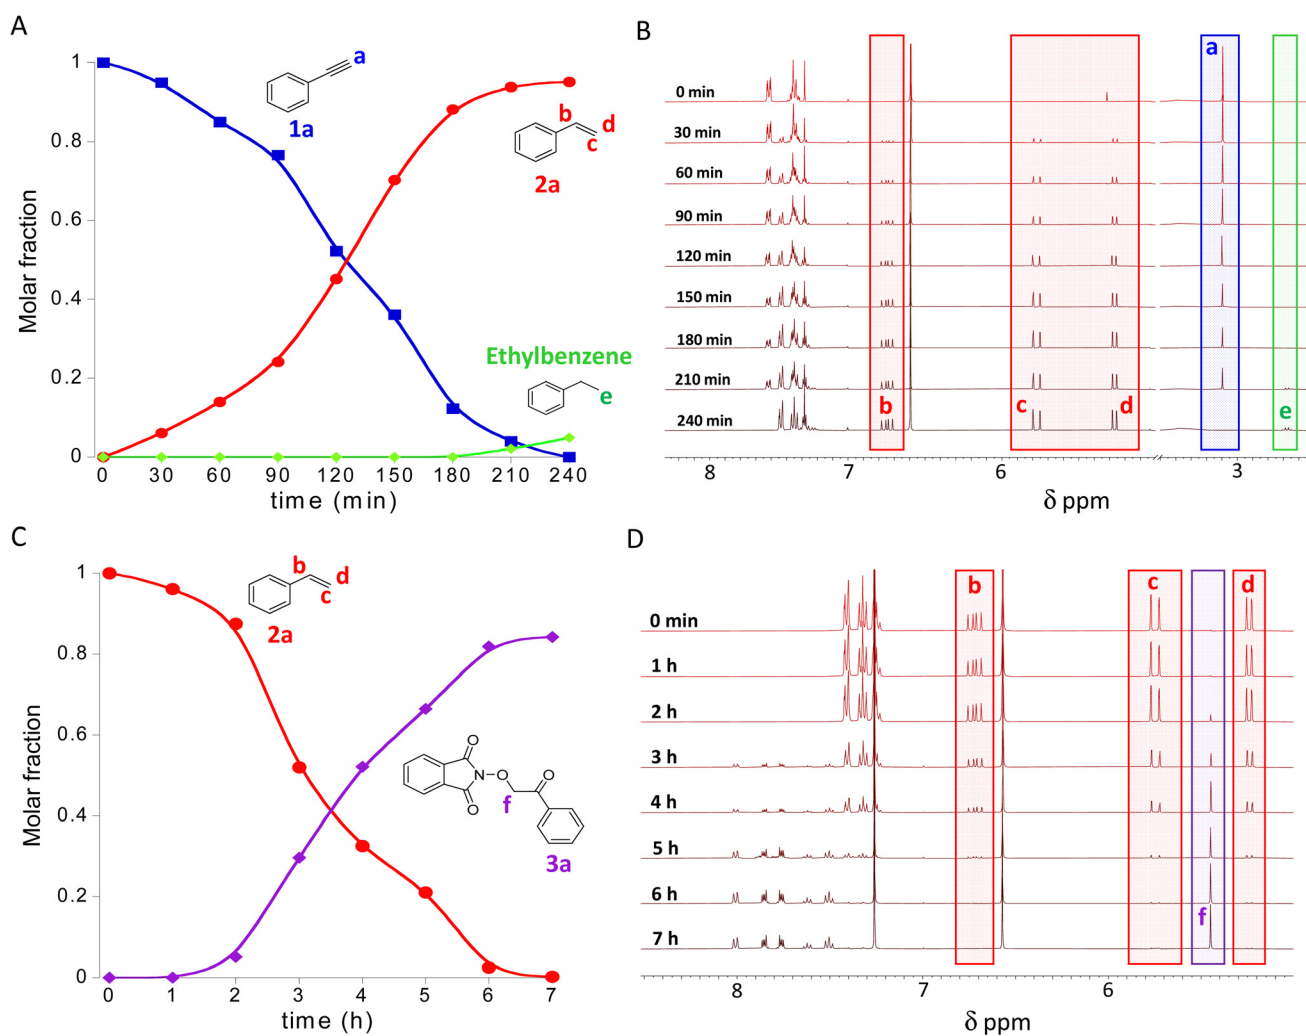 A
Molar fraction
1
0.8
0.6
0.4
0.2
0
0 30 60 90 120 150 180 210 240
time (min)
a
1a
b d
c
2a
Ethylbenzene
e
B
0 min
30 min
60 min
90 min
120 min
150 min
180 min
210 min
240 min
a
b
c
d
e
8 7 6 3
δ ppm
C
Molar fraction
1
0.8
0.6
0.4
0.2
0
0 1 2 3 4 5 6 7
time (h)
b d
c
2a
O
N O O
O
f
3a
D
0 min
1 h
2 h
3 h
4 h
5 h
6 h
7 h
b
c
d
f
8 7 6
δ ppm